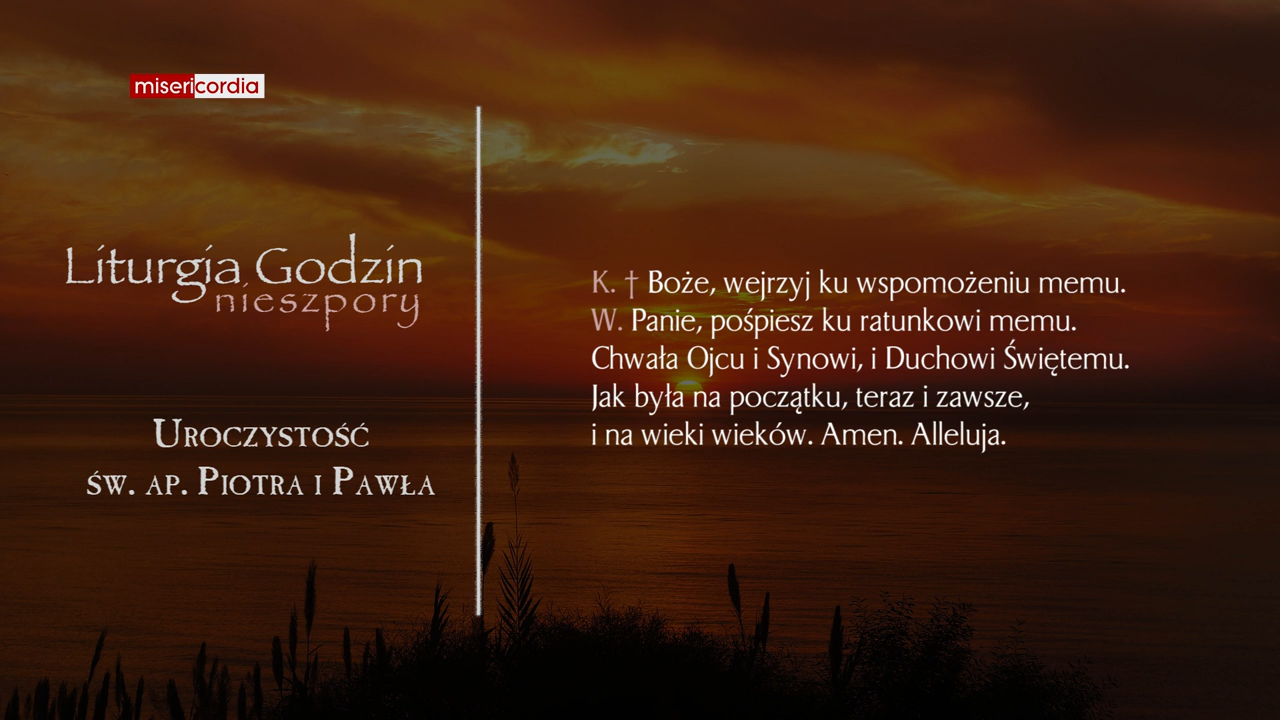 misericordia
Liturgia Godzin
nieszpory
Uroczystość
św. ap. Piotra i Pawła
K. † Boże, wejrzyj ku wspomożeniu memu.
W. Panie, pośpiesz ku ratunkowi memu.
Chwała Ojcu i Synowi, i Duchowi Świętemu.
Jak była na początku, teraz i zawsze,
i na wieki wieków. Amen. Alleluja.